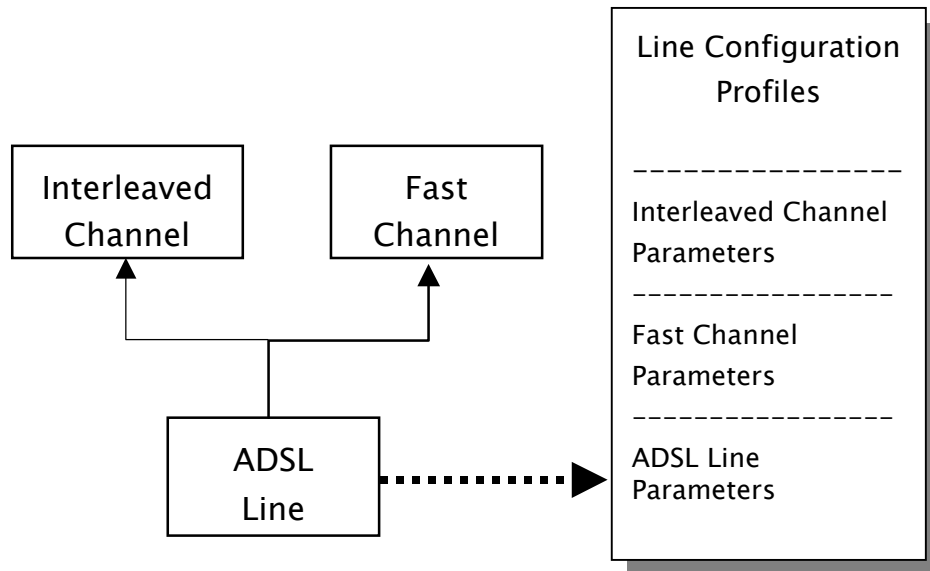 Line Configuration
Profiles
----------------
Interleaved Channel
Parameters
----------------
Fast Channel
Parameters
----------------
ADSL Line
Parameters
Interleaved
Channel
Fast
Channel
ADSL
Line